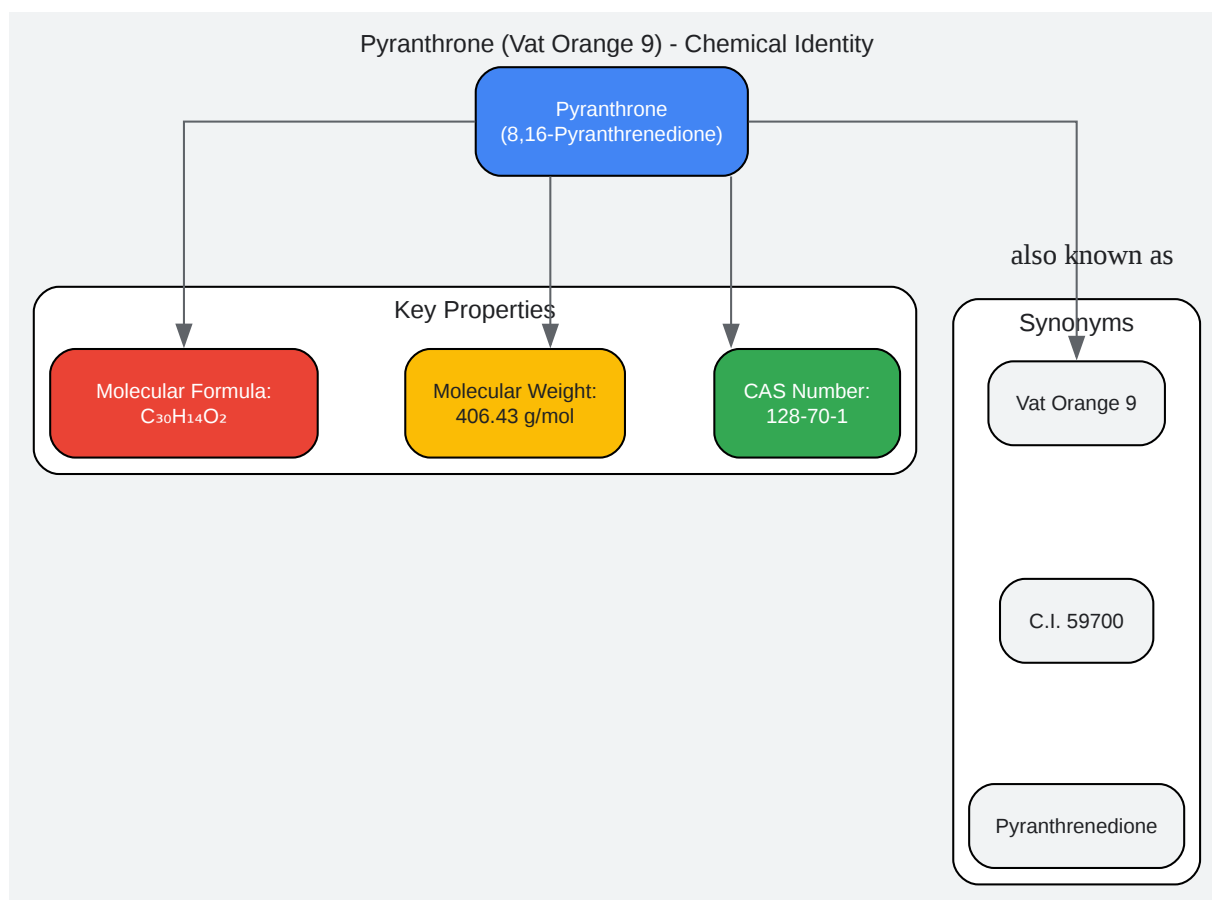 Pyranthrone (Vat Orange 9) - Chemical Identity
Pyranthrone
(8,16-Pyranthrenedione)
also known as
Key Properties
Synonyms
Molecular Formula:
C₃₀H₁₄O₂
Molecular Weight:
406.43 g/mol
CAS Number:
128-70-1
Vat Orange 9
C.I. 59700
Pyranthrenedione